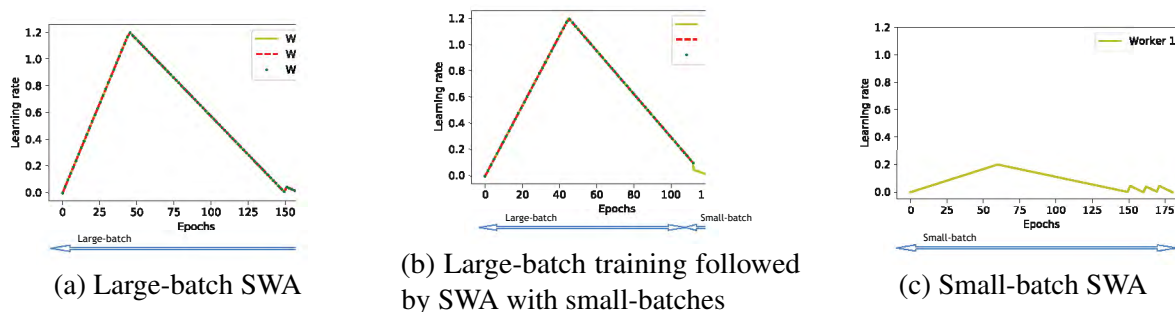 1.2
1.0
0.8
0.6
0.4
0.2
0.0
Learning rate
W
W
W
0 25 50 75 100 125 150
Epochs
Large-batch
(a) Large-batch SWA
1.2
1.0
0.8
0.6
0.4
0.2
0.0
Learning rate
0 20 40 60 80 100 1
Epochs
Large-batch
Small-batch
(b) Large-batch training followed
by SWA with small-batches
1.2
1.0
0.8
0.6
0.4
0.2
0.0
Learning rate
Worker 1
0 25 50 75 100 125 150 175
Epochs
Small-batch
(c) Small-batch SWA